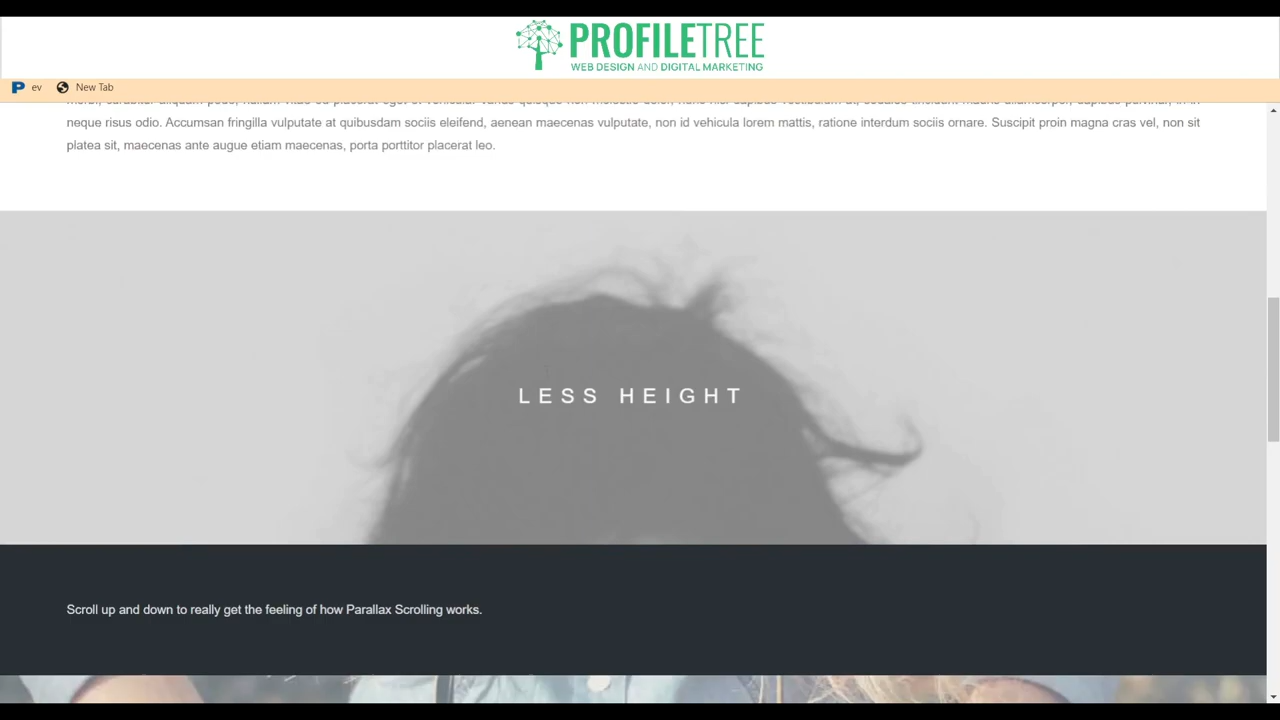 PROFILETREE
WEB DESIGN AND DIGITAL MARKETING
ev New Tab
neque risus odio. Accumsan fringilla vulputate at quibusdam sociis eleifend, aenean maecenas vulputate, non id vehicula lorem mattis, ratione interdum sociis ornare. Suscipit proin magna cras vel, non sit
platea sit, maecenas ante augue etiam maecenas, porta porttitor placerat leo.
LESS HEIGHT
Scroll up and down to really get the feeling of how Parallax Scrolling works.